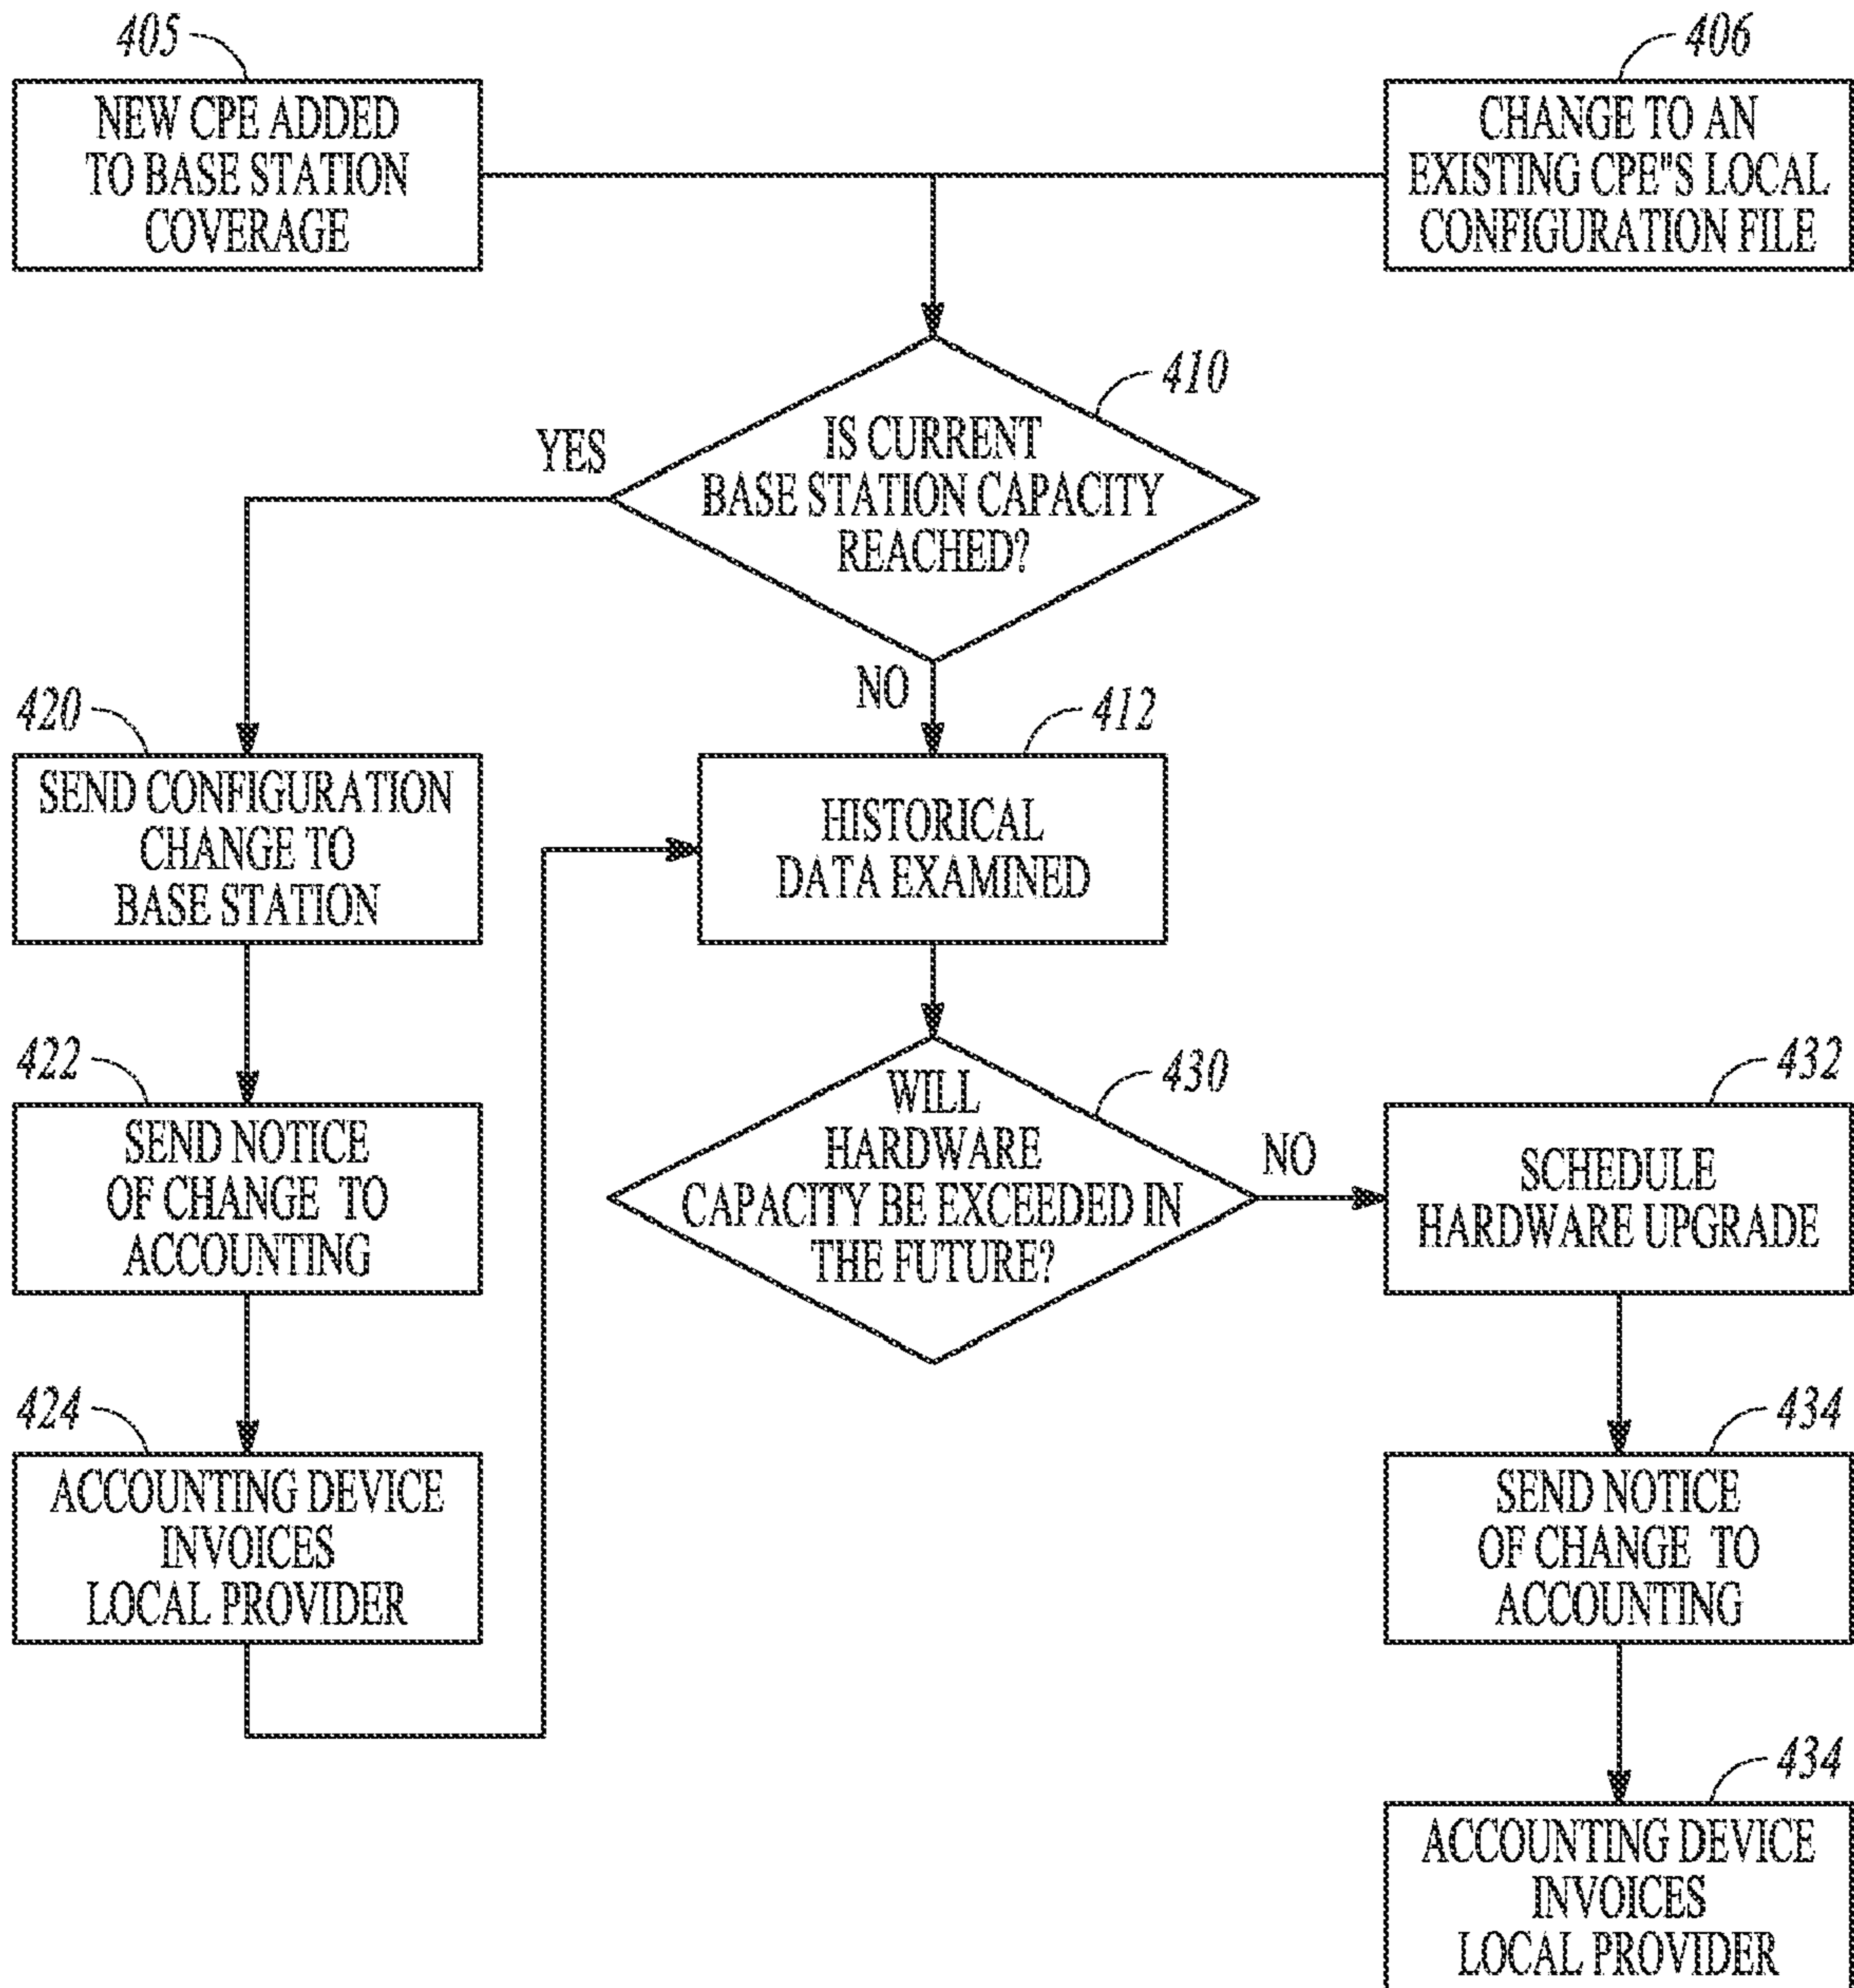 405
NEW CPE ADDED
TO BASE STATION
COVERAGE
406
CHANGE TO AN
EXISTING CPE"S LOCAL
CONFIGURATION FILE
410
IS CURRENT
BASE STATION CAPACITY
REACHED?
YES
NO
420
SEND CONFIGURATION
CHANGE TO
BASE STATION
412
HISTORICAL
DATA EXAMINED
422
SEND NOTICE
OF CHANGE TO
ACCOUNTING
430
WILL
HARDWARE
CAPACITY BE EXCEEDED IN
THE FUTURE?
NO
432
SCHEDULE
HARDWARE UPGRADE
424
ACCOUNTING DEVICE
INVOICES
LOCAL PROVIDER
434
SEND NOTICE
OF CHANGE TO
ACCOUNTING
434
ACCOUNTING DEVICE
INVOICES
LOCAL PROVIDER